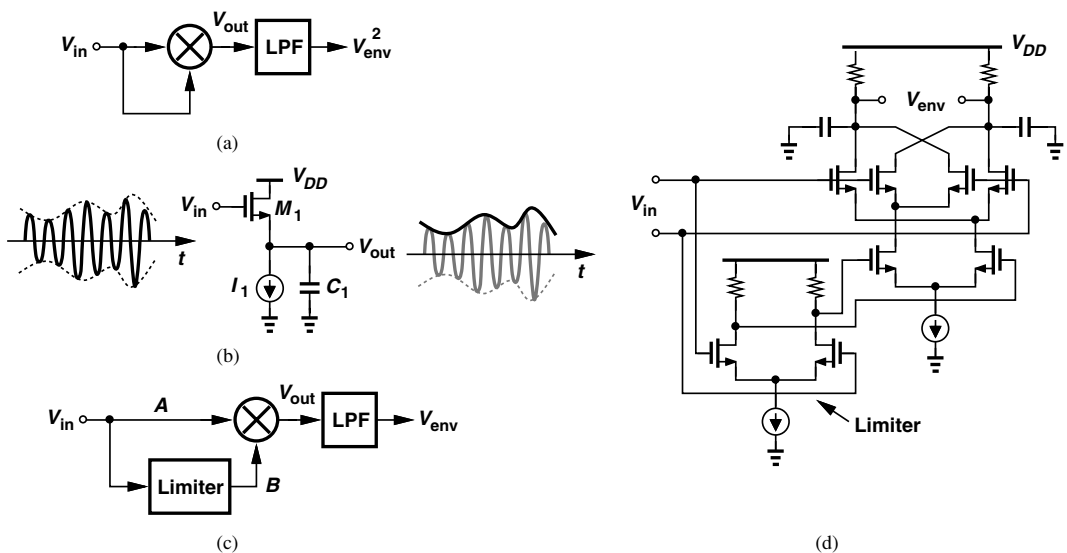 V_in V_out LPF V_env^2
(a)
V_DD
V_in M_1
t V_out t
I_1 C_1
(b)
V_in A V_out LPF V_env
Limiter B
(c)
V_DD
V_env
V_in
Limiter
(d)